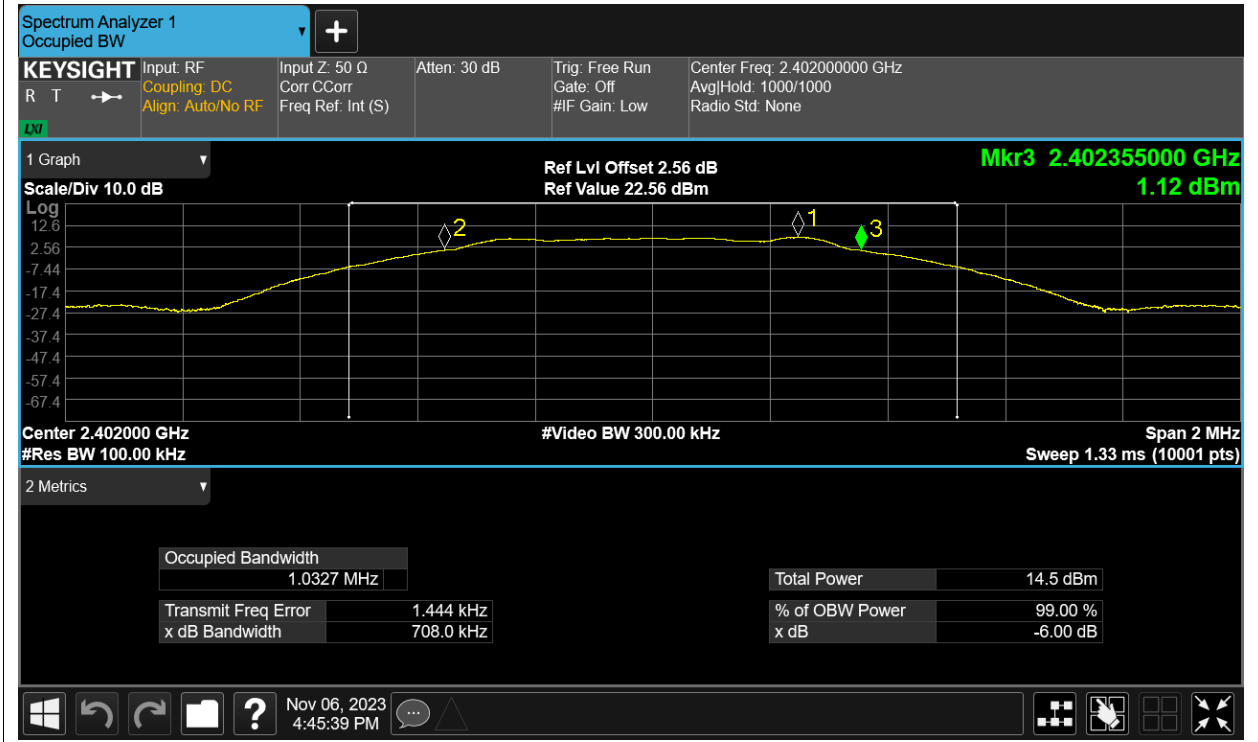 Spectrum Analyzer 1
Occupied BW
KEYSIGHT
R T
LXI
Input: RF
Coupling: DC
Align: Auto/No RF
Input Z: 50 Ω
Corr CCorr
Freq Ref: Int (S)
Atten: 30 dB
Trig: Free Run
Gate: Off
#IF Gain: Low
Center Freq: 2.402000000 GHz
Avg|Hold: 1000/1000
Radio Std: None
1 Graph
Scale/Div 10.0 dB
Ref Lvl Offset 2.56 dB
Ref Value 22.56 dBm
Mkr3 2.402355000 GHz
1.12 dBm
Log
12.6
2.56
-7.44
-17.4
-27.4
-37.4
-47.4
-57.4
-67.4
2
1
3
Center 2.402000 GHz
#Res BW 100.00 kHz
#Video BW 300.00 kHz
Span 2 MHz
Sweep 1.33 ms (10001 pts)
2 Metrics
Occupied Bandwidth
1.0327 MHz
Transmit Freq Error 1.444 kHz
x dB Bandwidth 708.0 kHz
Total Power 14.5 dBm
% of OBW Power 99.00 %
x dB -6.00 dB
?
Nov 06, 2023
4:45:39 PM